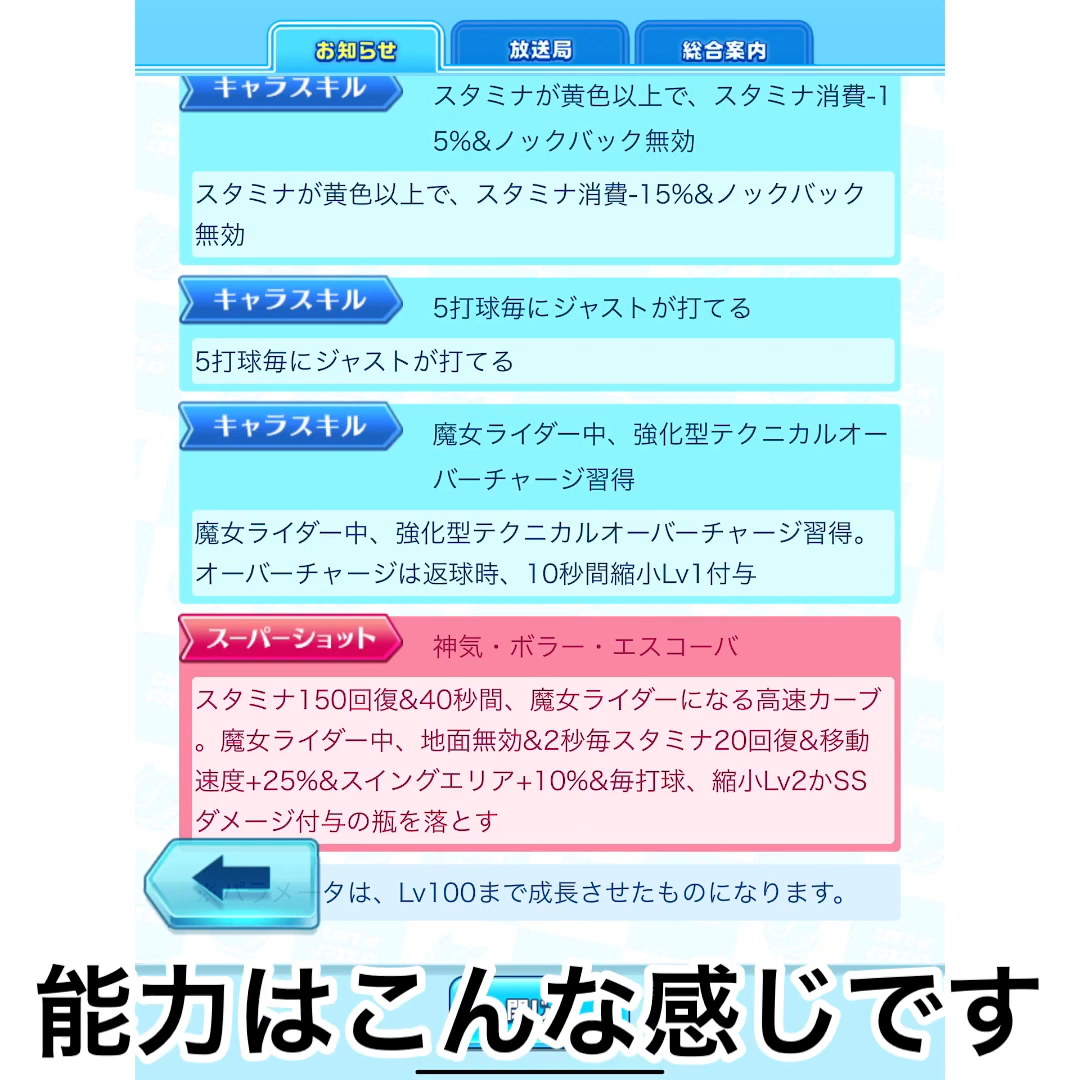 お知らせ 放送局 総合案内
キャラスキル スタミナが黄色以上で、スタミナ消費-1
5%&ノックバック無効
スタミナが黄色以上で、スタミナ消費-15%&ノックバック
無効
キャラスキル 5打球毎にジャストが打てる
5打球毎にジャストが打てる
キャラスキル 魔女ライダー中、強化型テクニカルオー
バーチャージ習得
魔女ライダー中、強化型テクニカルオーバーチャージ習得。
オーバーチャージは返球時、10秒間縮小Lv1付与
スーパーショット 神気・ボラー・エスコーバ
スタミナ150回復&40秒間、魔女ライダーになる高速カーブ
。魔女ライダー中、地面無効&2秒毎スタミナ20回復&移動
速度+25%&スイングエリア+10%&毎打球、縮小Lv2かSS
ダメージ付与の瓶を落とす
※パラメータは、Lv100まで成長させたものになります。
能力はこんな感じです